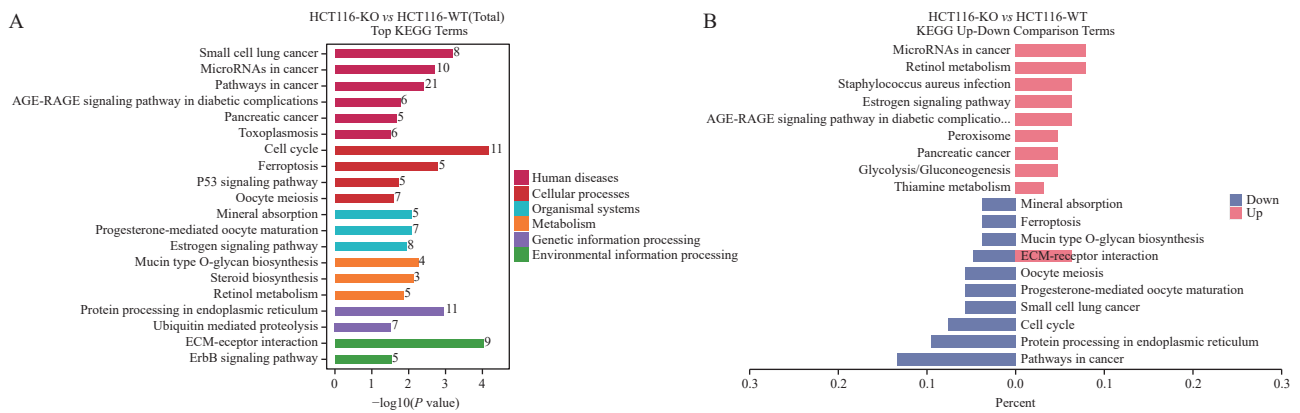 A
HCT116-KO vs HCT116-WT(Total)
Top KEGG Terms
Small cell lung cancer 8
MicroRNAs in cancer 10
Pathways in cancer 21
AGE-RAGE signaling pathway in diabetic complications 6
Pancreatic cancer 5
Toxoplasmosis 6
Cell cycle 11
Ferroptosis 5
P53 signaling pathway 5
Oocyte meiosis 7
Mineral absorption 5
Progesterone-mediated oocyte maturation 7
Estrogen signaling pathway 8
Mucin type O-glycan biosynthesis 4
Steroid biosynthesis 3
Retinol metabolism 5
Protein processing in endoplasmic reticulum 11
Ubiquitin mediated proteolysis 7
ECM-eceptor interaction 9
ErbB signaling pathway 5
0 1 2 3 4
−log10(P value)
Human diseases
Cellular processes
Organismal systems
Metabolism
Genetic information processing
Environmental information processing
B
HCT116-KO vs HCT116-WT
KEGG Up-Down Comparison Terms
MicroRNAs in cancer
Retinol metabolism
Staphylococcus aureus infection
Estrogen signaling pathway
AGE-RAGE signaling pathway in diabetic complicatio...
Peroxisome
Pancreatic cancer
Glycolysis/Gluconeogenesis
Thiamine metabolism
Mineral absorption
Ferroptosis
Mucin type O-glycan biosynthesis
ECM-receptor interaction
Oocyte meiosis
Progesterone-mediated oocyte maturation
Small cell lung cancer
Cell cycle
Protein processing in endoplasmic reticulum
Pathways in cancer
Down
Up
0.3 0.2 0.1 0.0 0.1 0.2 0.3
Percent